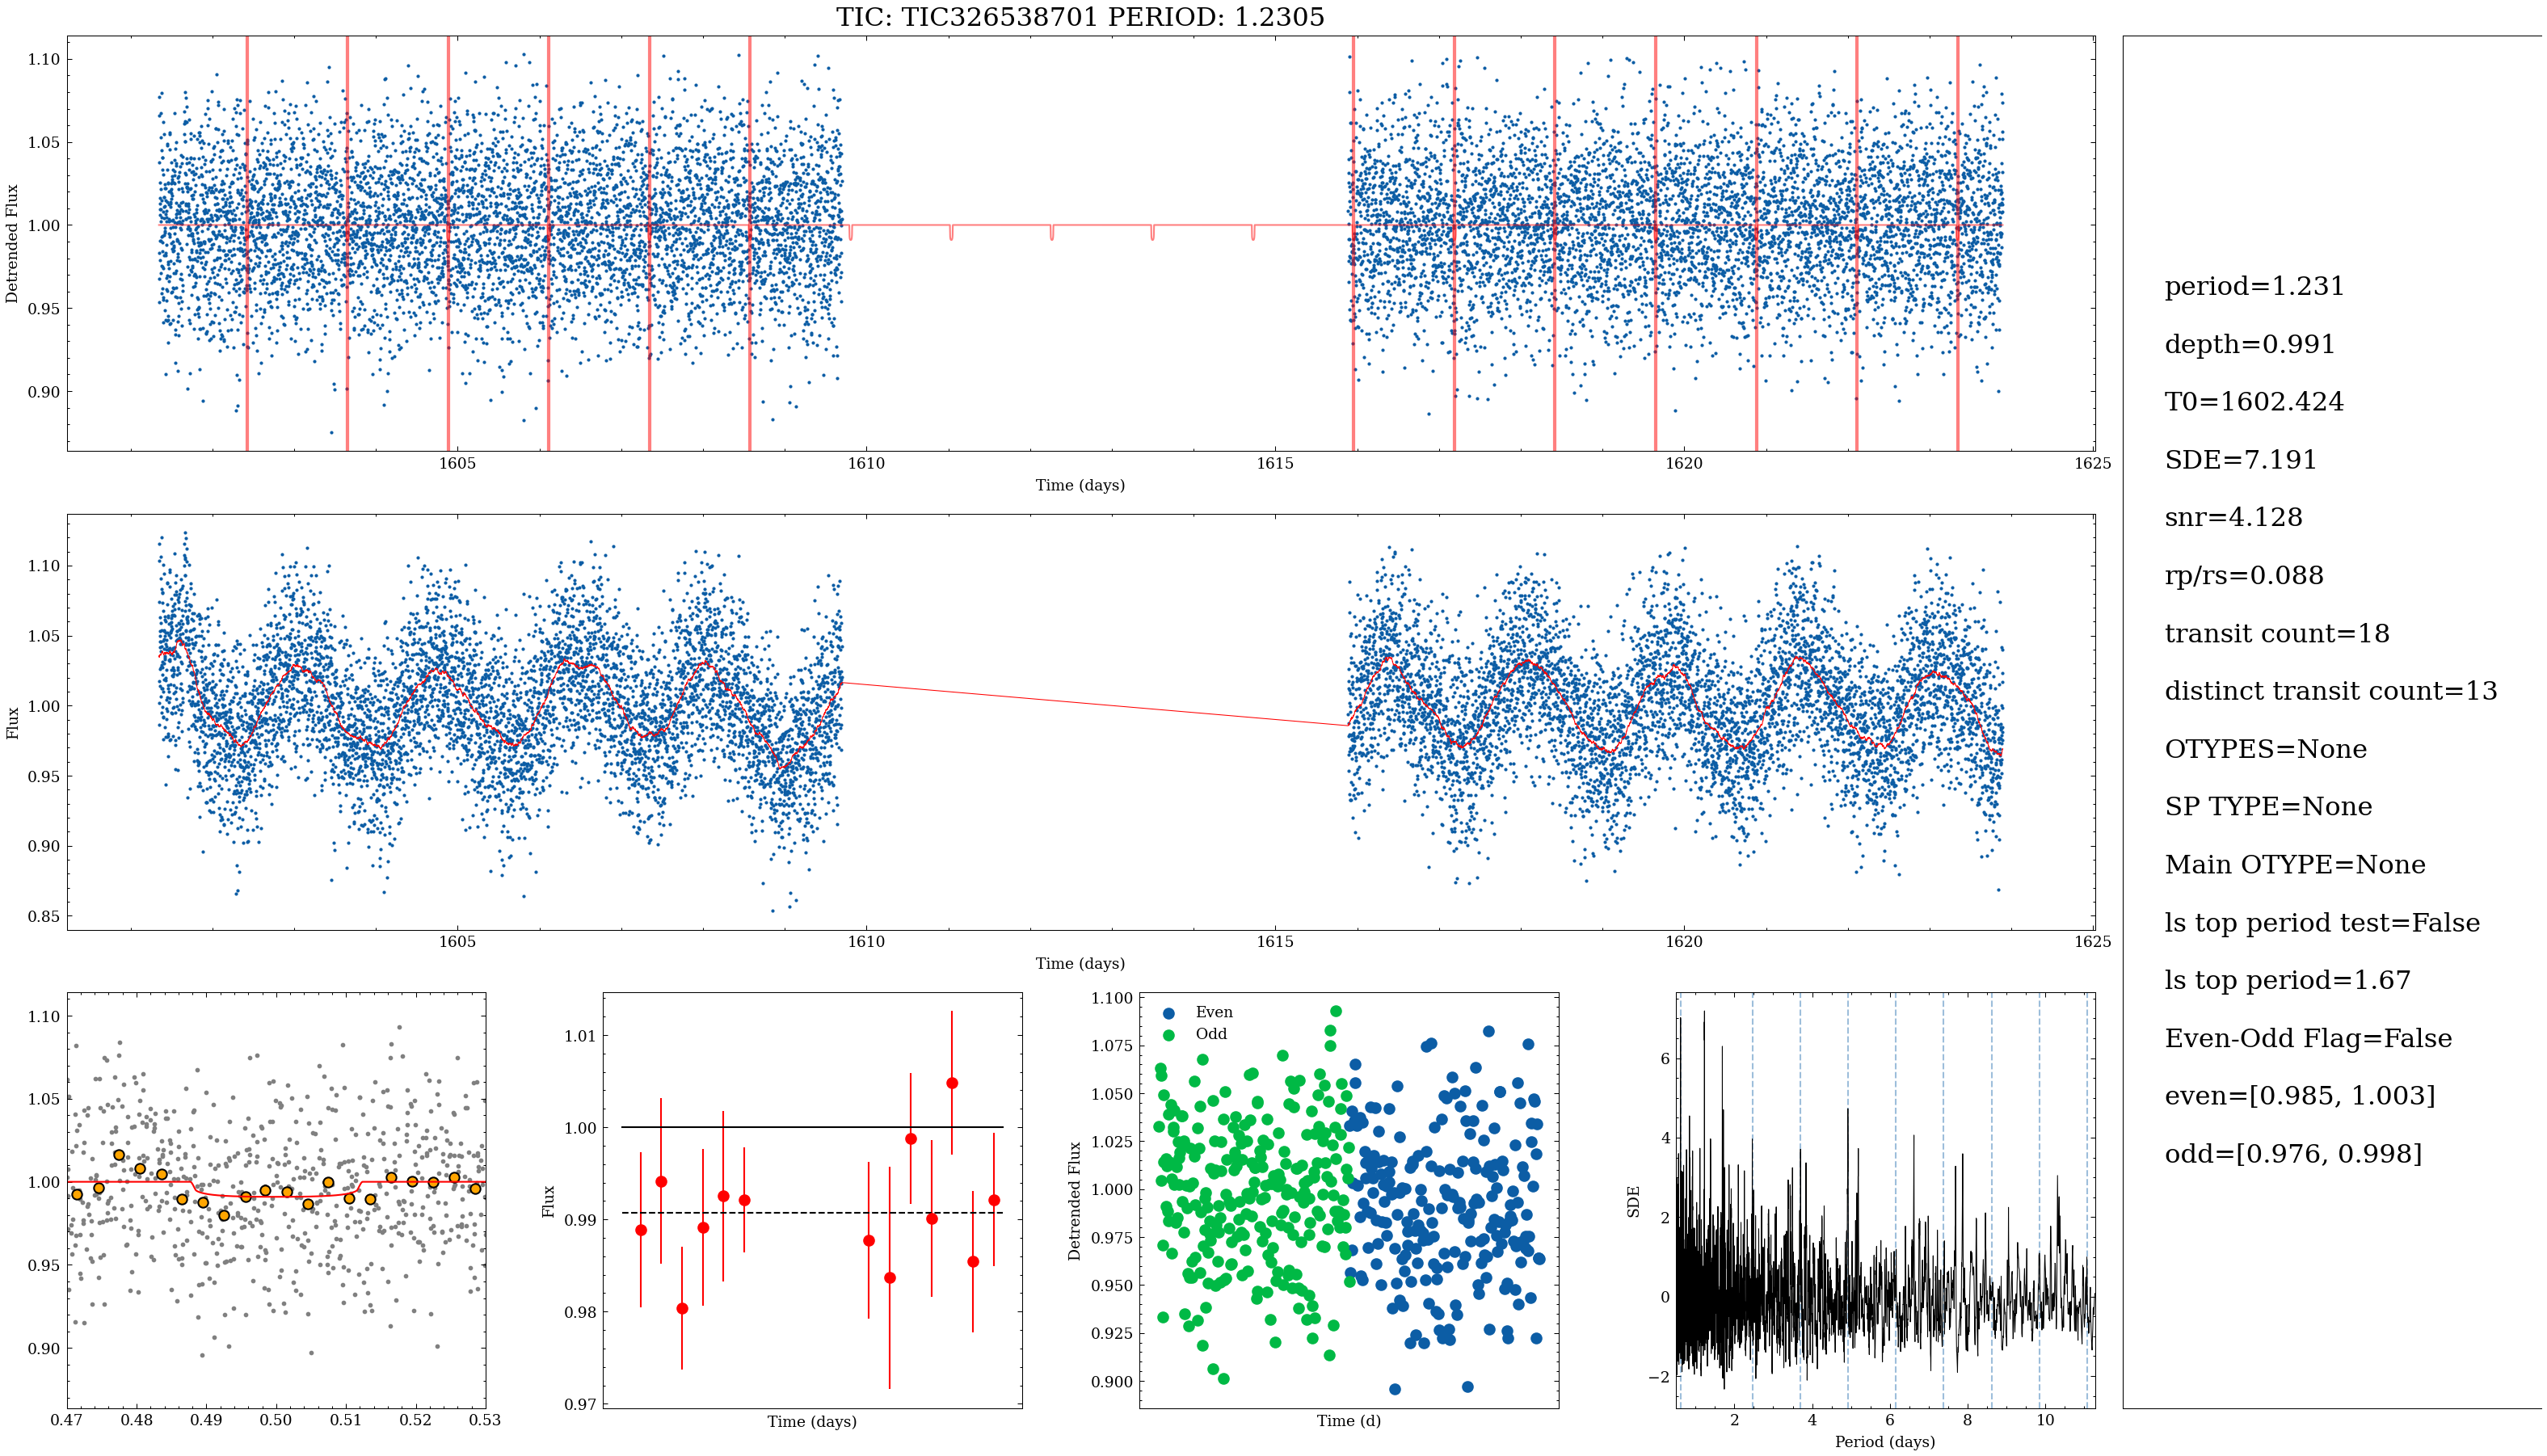 TIC: TIC326538701 PERIOD: 1.2305
1.10
1.05
1.00
0.95
0.90
Detrended Flux
1605
1610
1615
1620
1625
Time (days)
1.10
1.05
1.00
0.95
0.90
0.85
Flux
1605
1610
1615
1620
1625
Time (days)
1.10
1.05
1.00
0.95
0.90
0.47
0.48
0.49
0.50
0.51
0.52
0.53
1.01
1.00
0.99
0.98
0.97
Flux
Time (days)
1.100
1.075
1.050
1.025
1.000
0.975
0.950
0.925
0.900
Detrended Flux
Even
Odd
Time (d)
6
4
2
0
−2
SDE
2
4
6
8
10
Period (days)
period=1.231
depth=0.991
T0=1602.424
SDE=7.191
snr=4.128
rp/rs=0.088
transit count=18
distinct transit count=13
OTYPES=None
SP TYPE=None
Main OTYPE=None
ls top period test=False
ls top period=1.67
Even-Odd Flag=False
even=[0.985, 1.003]
odd=[0.976, 0.998]